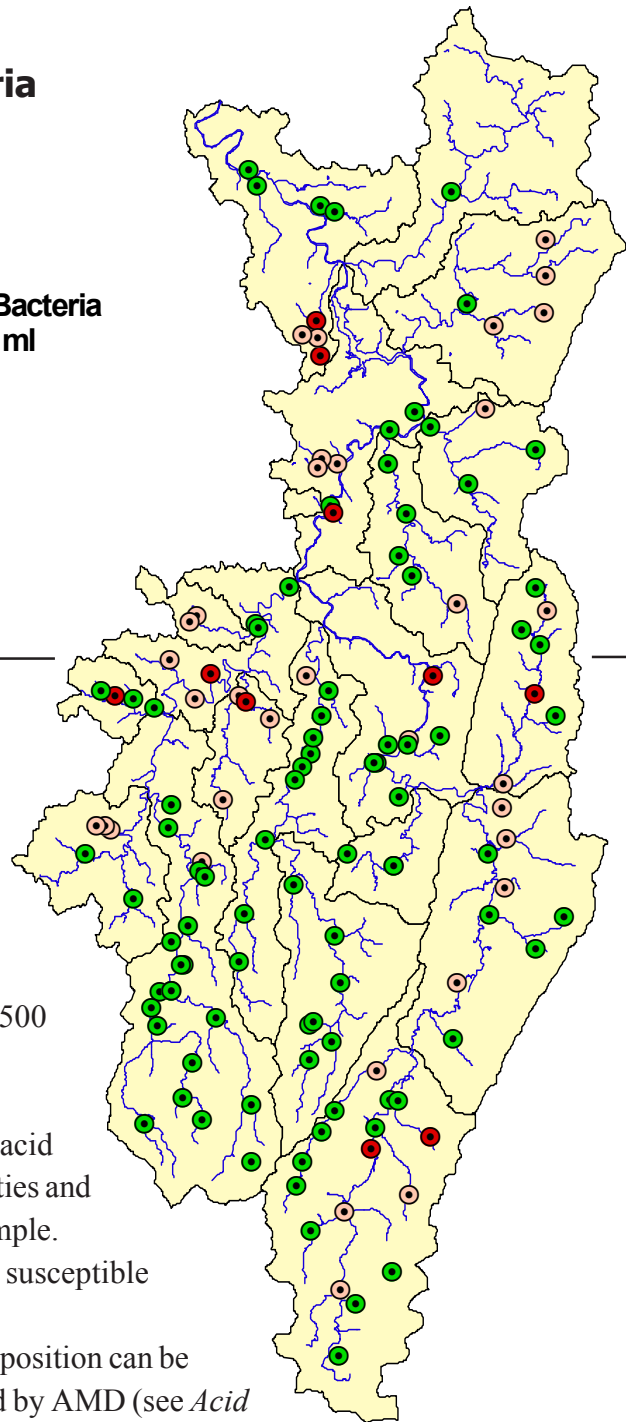 ria
Bacteria
ml
500
acid
ties and
mple.
susceptible
position can be
d by AMD (see Acid